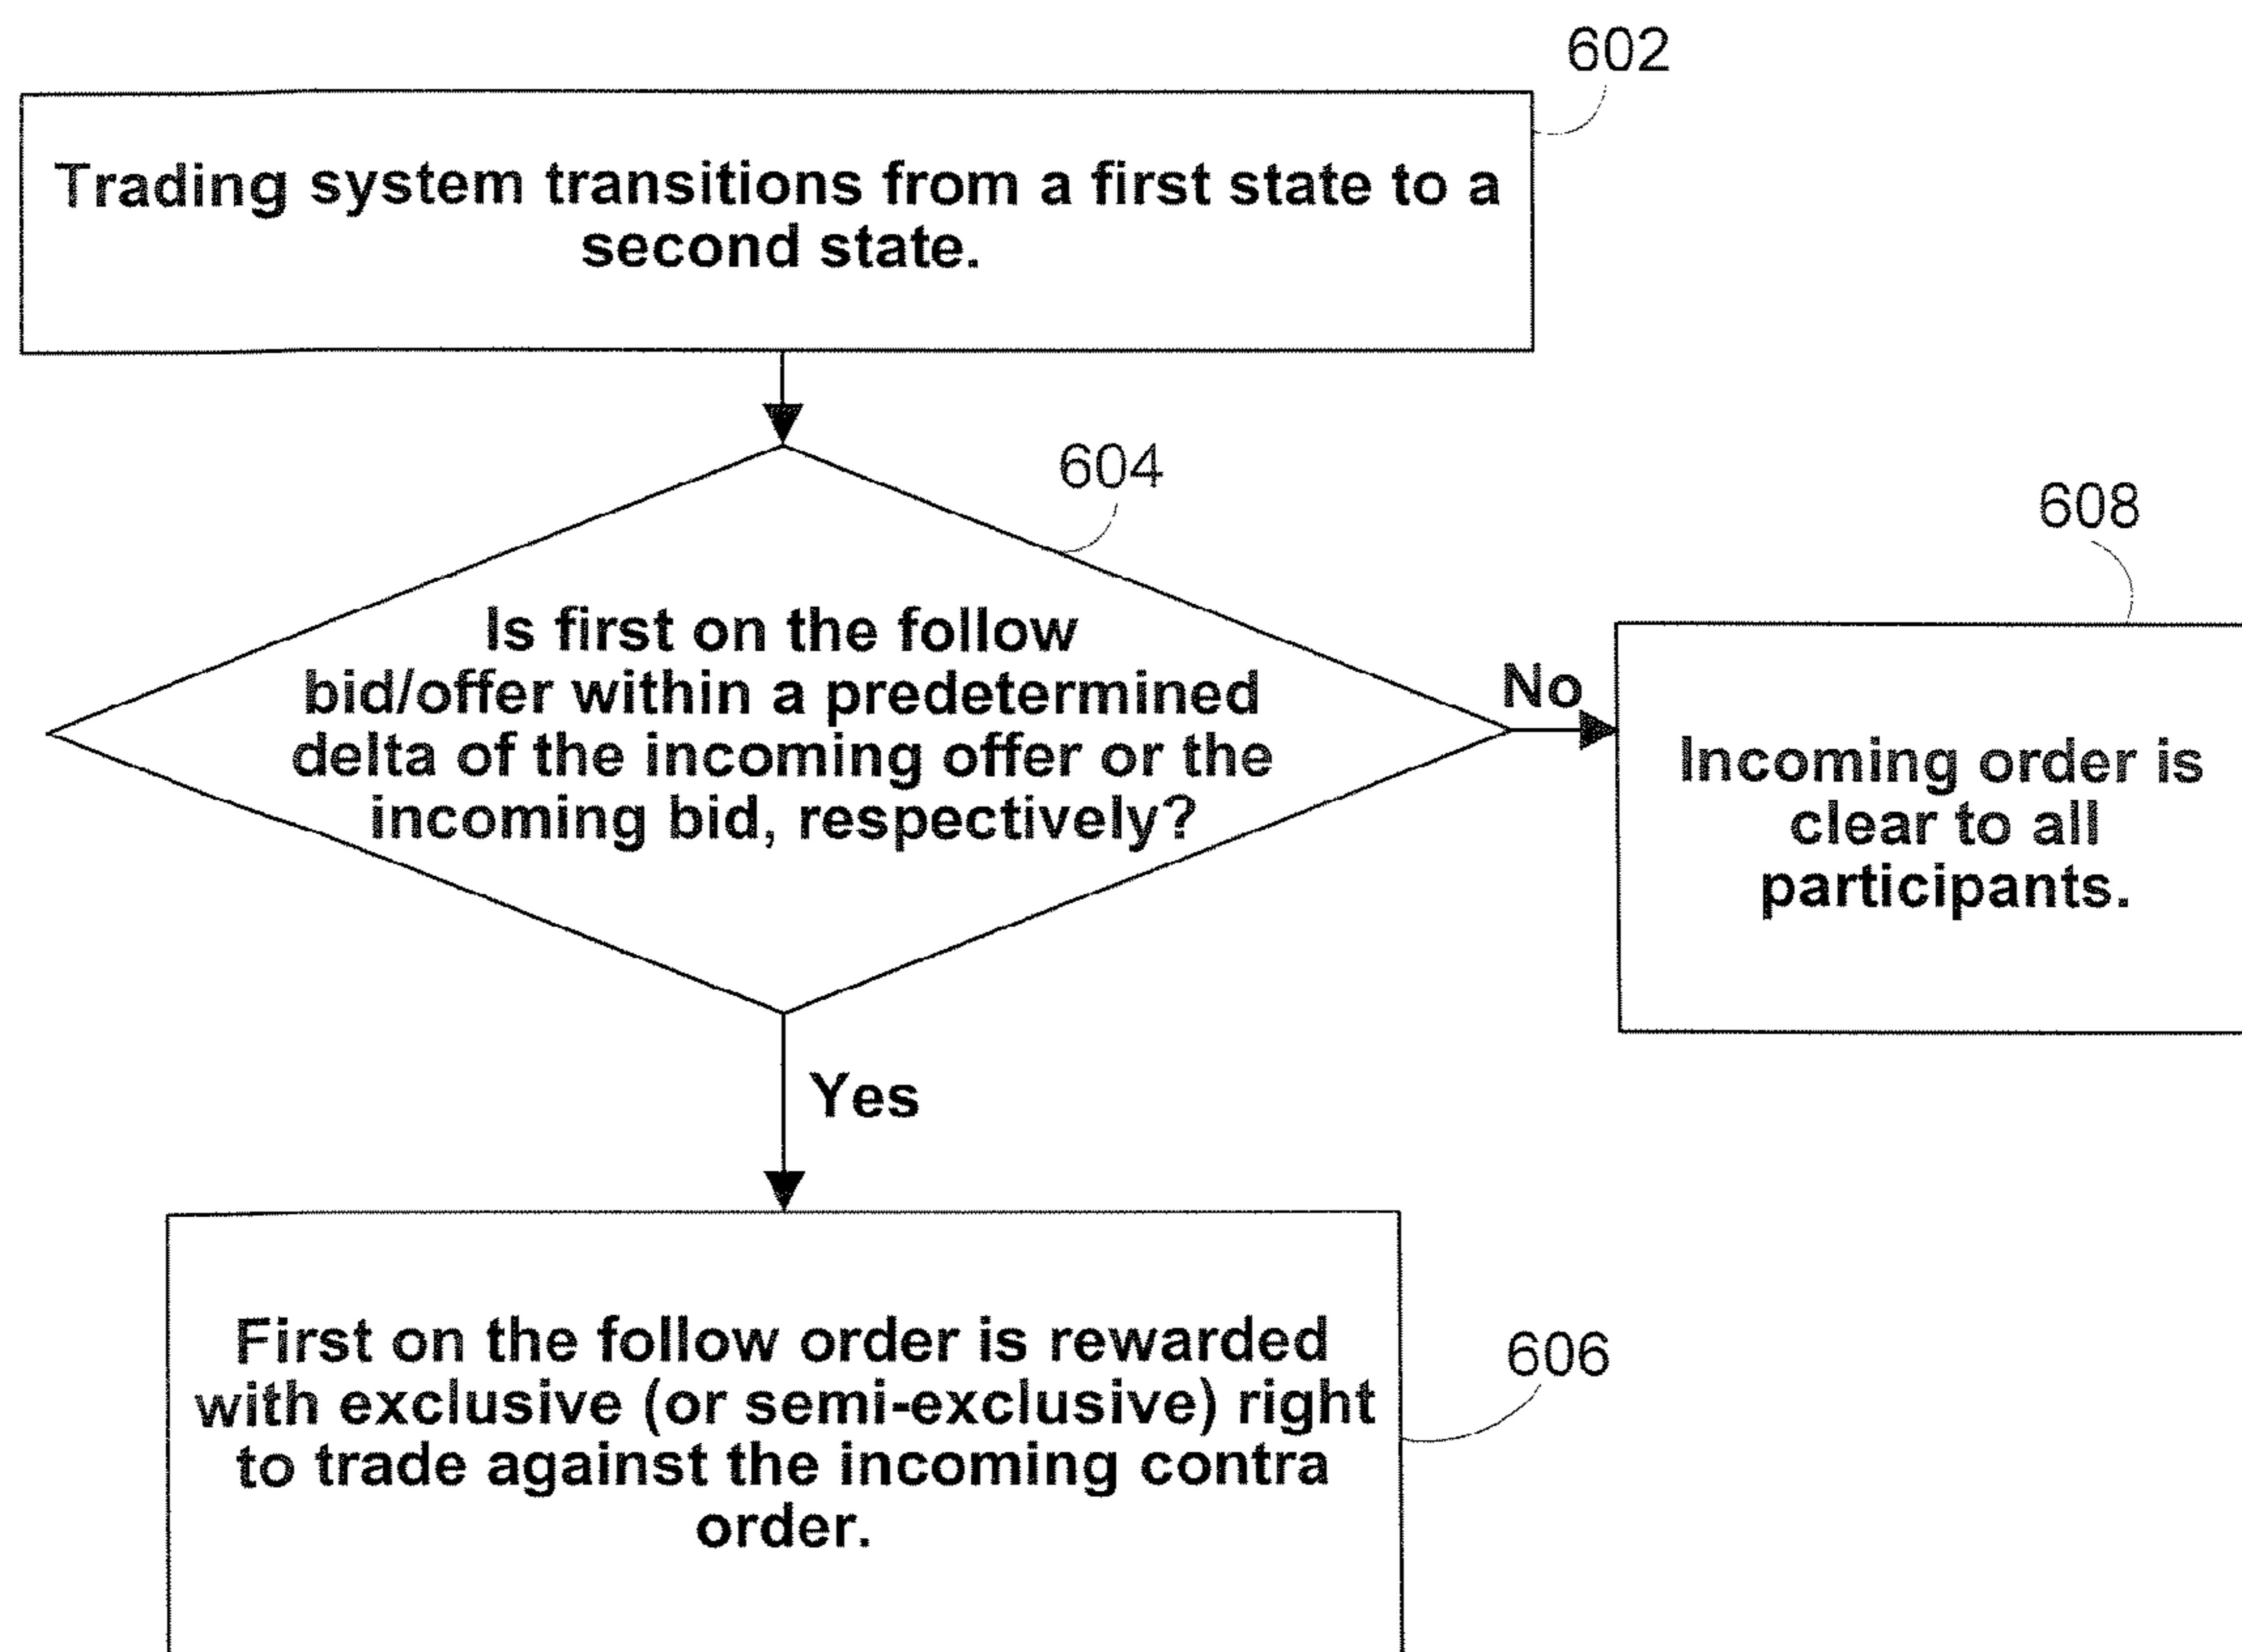 602
Trading system transitions from a first state to a
second state.
604
608
Is first on the follow
bid/offer within a predetermined
delta of the incoming offer or the
incoming bid, respectively?
No
Incoming order is
clear to all
participants.
Yes
First on the follow order is rewarded
with exclusive (or semi-exclusive) right
to trade against the incoming contra
order.
606